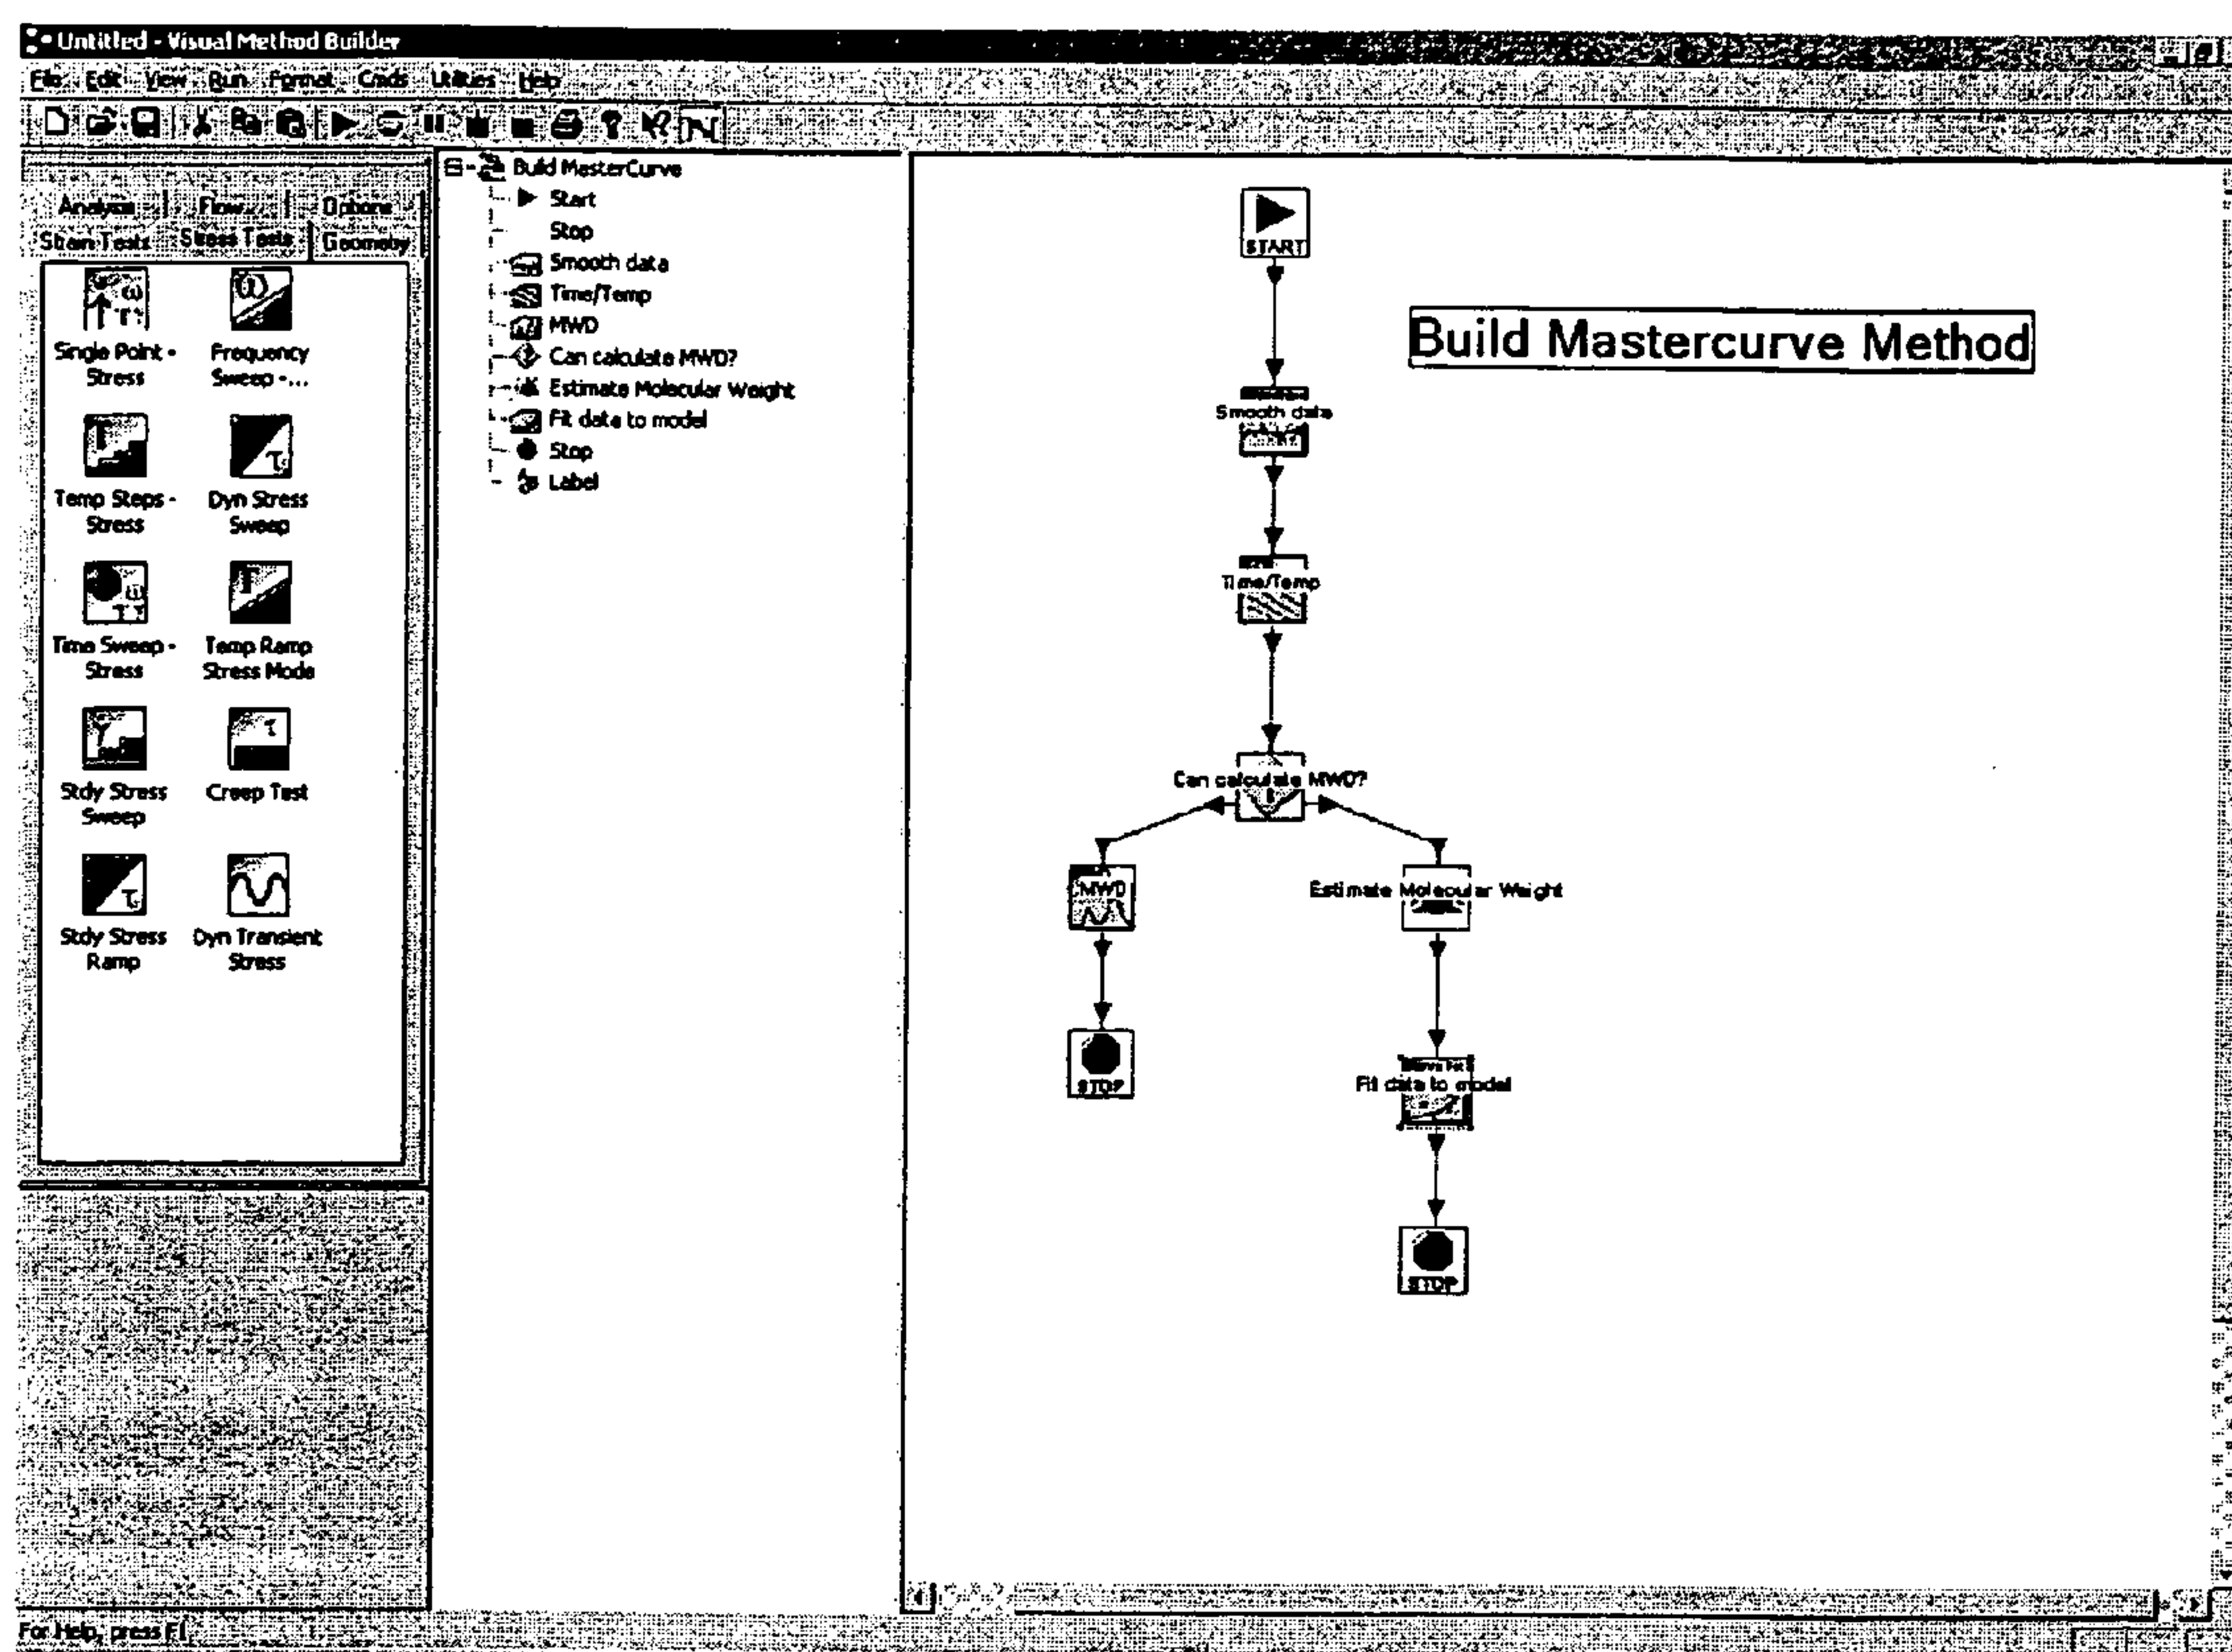 Untitled - Visual Method Builder
File Edit View Run Format Cmds Utilities Help
Analysis Flow... Options
Strain Tests Stress Tests Geometry
Single Point -
Stress
Frequency
Sweep -...
Temp Steps -
Stress
Dyn Stress
Sweep
Time Sweep -
Stress
Temp Ramp
Stress Mode
Stdy Stress
Sweep
Creep Test
Stdy Stress
Ramp
Dyn Transient
Stress
Build MasterCurve
Start
Stop
Smooth data
Time/Temp
MWD
Can calculate MWD?
Estimate Molecular Weight
Fit data to model
Stop
Label
START
Build Mastercurve Method
Smooth data
Time/Temp
Can calculate MWD?
MWD
Estimate Molecular Weight
STOP
Fit data to model
STOP
For Help, press F1